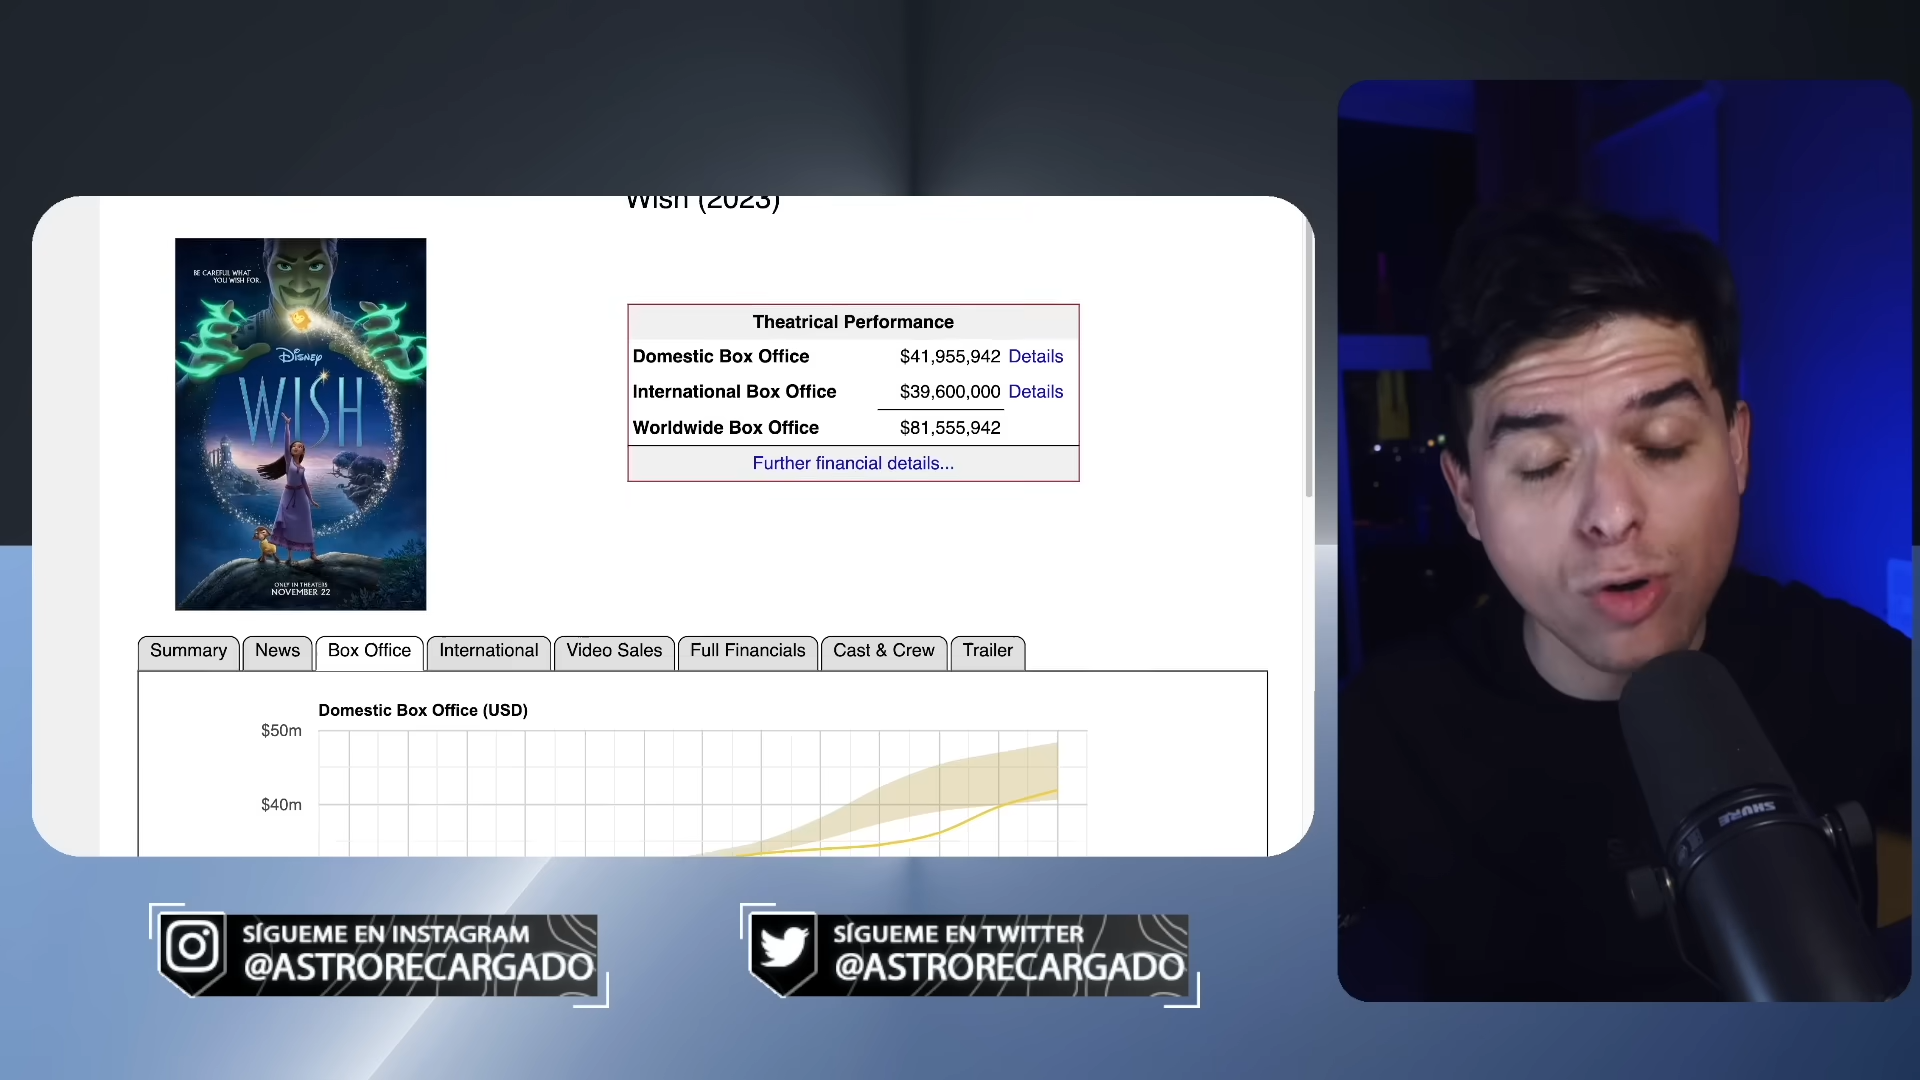 Wish (2023)
BE CAREFUL WHAT
YOU WISH FOR.
Disney
WISH
ONLY IN THEATERS
NOVEMBER 22
Theatrical Performance
Domestic Box Office $41,955,942 Details
International Box Office $39,600,000 Details
Worldwide Box Office $81,555,942
Further financial details...
Summary News Box Office International Video Sales Full Financials Cast & Crew Trailer
Domestic Box Office (USD)
$50m
$40m
SÍGUEME EN INSTAGRAM
@ASTRORECARGADO
SÍGUEME EN TWITTER
@ASTRORECARGADO
SHURE